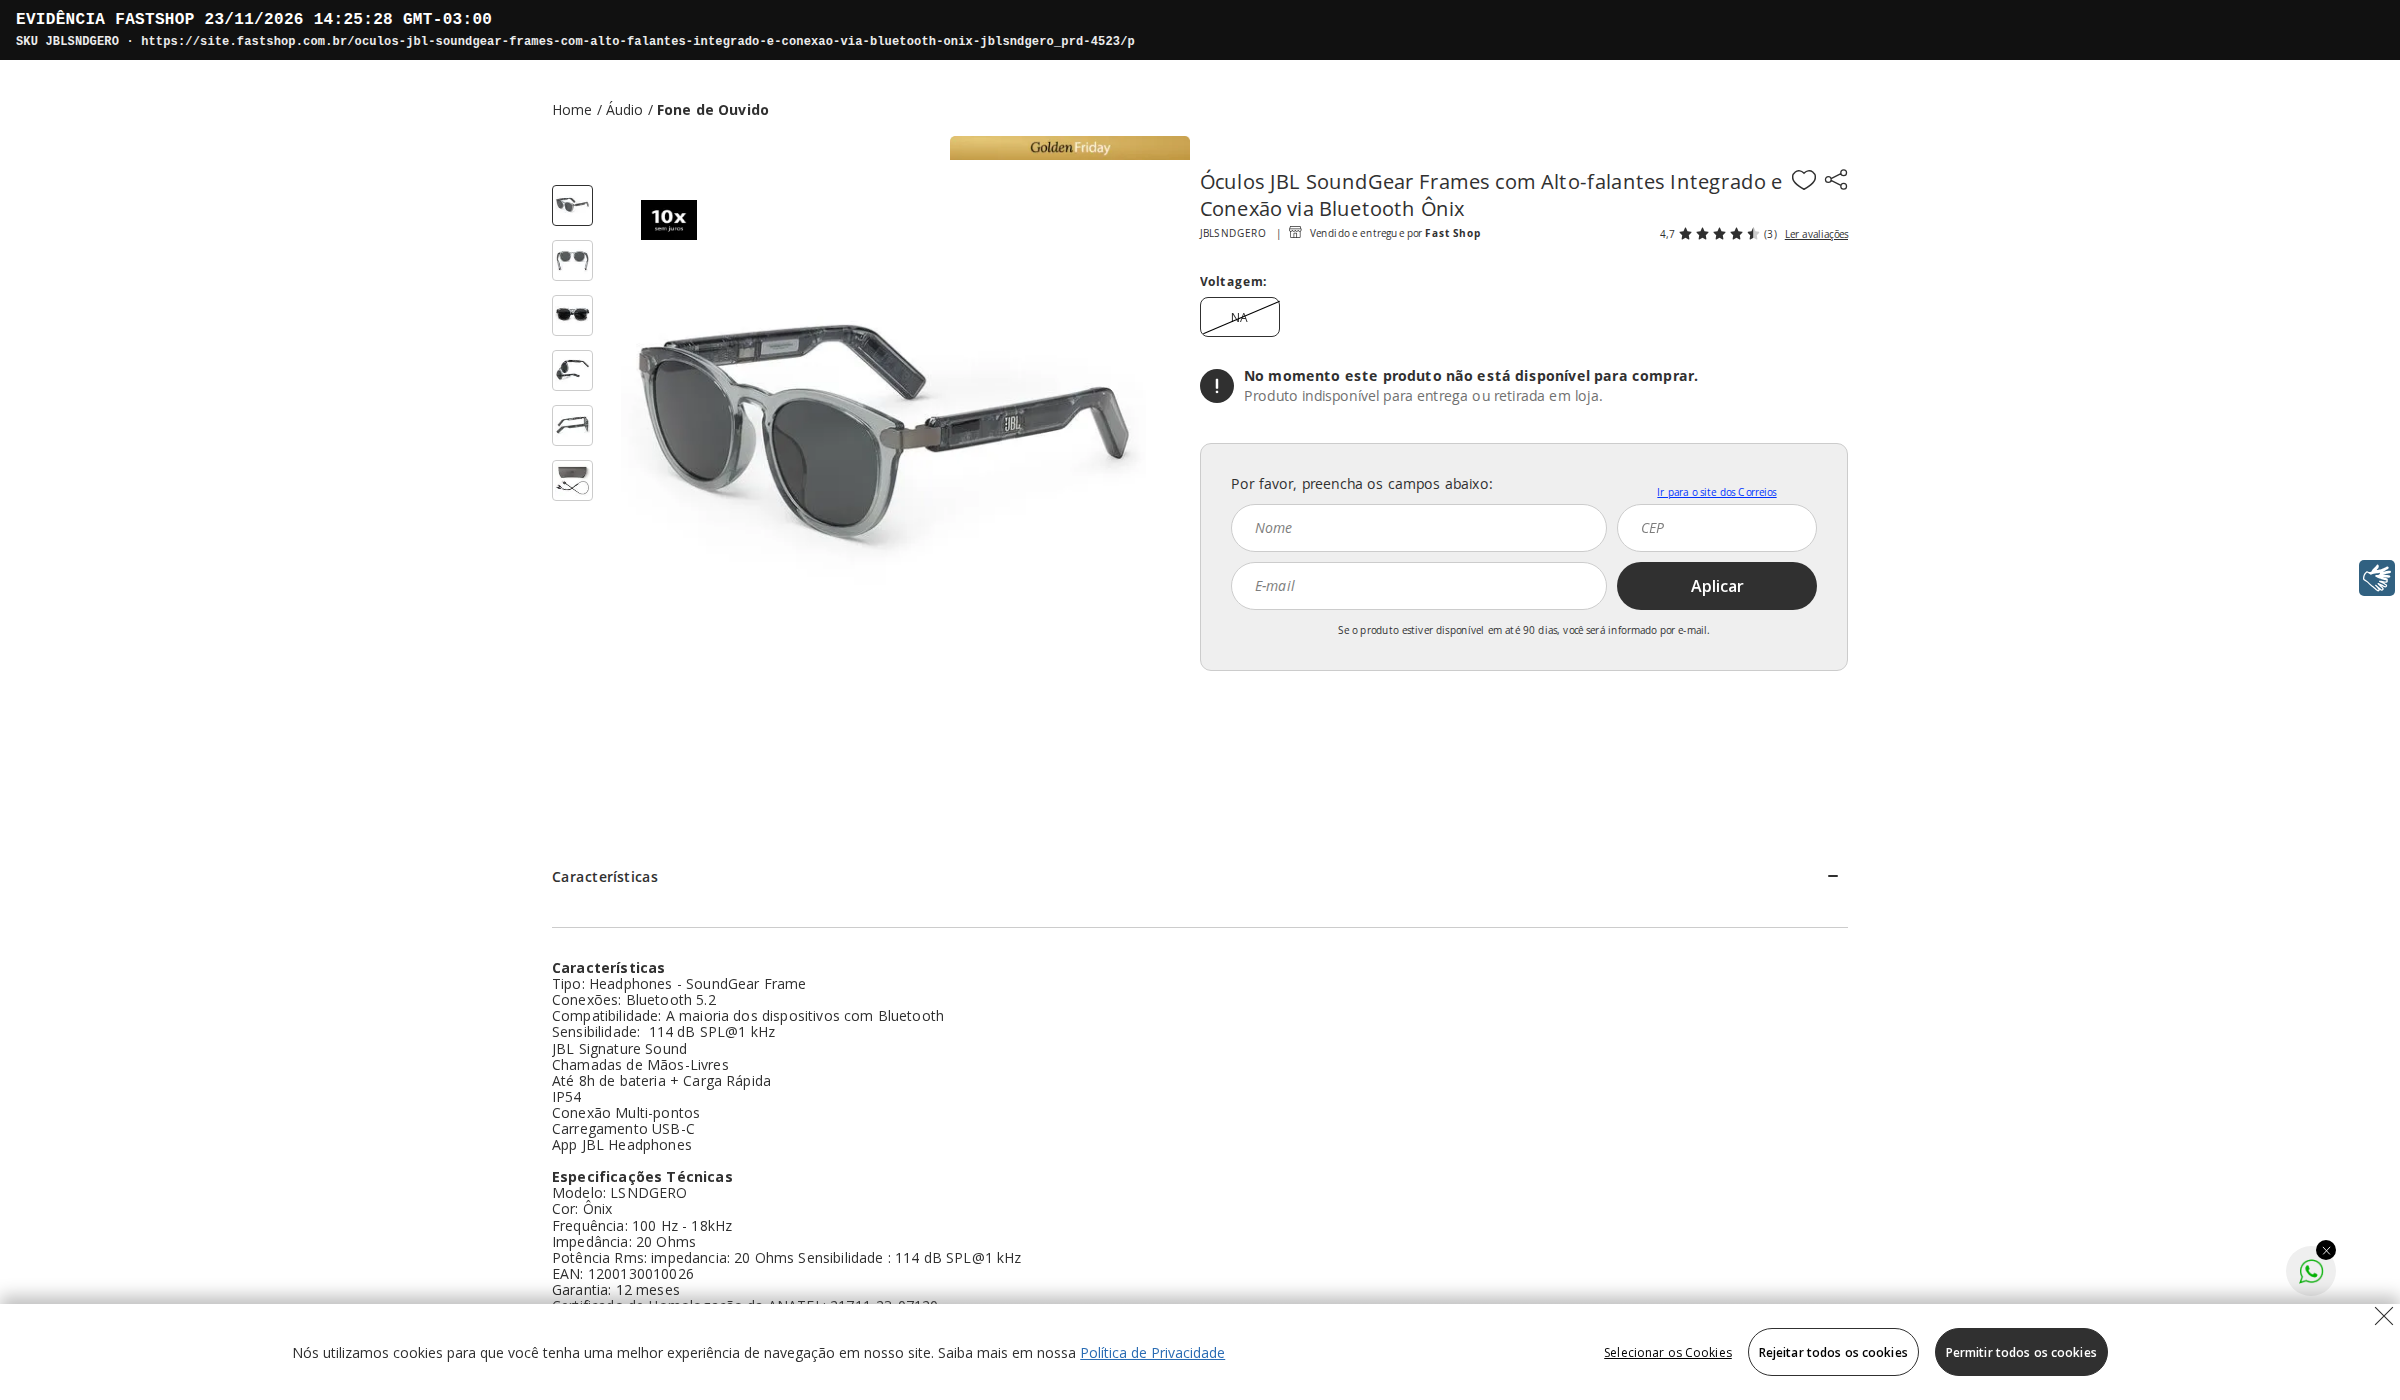 EVIDÊNCIA FASTSHOP 23/11/2026 14:25:28 GMT-03:00
SKU JBLSNDGERO · https://site.fastshop.com.br/oculos-jbl-soundgear-frames-com-alto-falantes-integrado-e-conexao-via-bluetooth-onix-jblsndgero_prd-4523/p
Home / Áudio / Fone de Ouvido
Golden Friday
10x
sem juros
JBL
Óculos JBL SoundGear Frames com Alto-falantes Integrado e
Conexão via Bluetooth Ônix
JBLSNDGERO | Vendido e entregue por Fast Shop
4,7 (3) Ler avaliações
Voltagem:
NA
No momento este produto não está disponível para comprar.
Produto indisponível para entrega ou retirada em loja.
Por favor, preencha os campos abaixo:
Ir para o site dos Correios
Nome
CEP
E-mail
Aplicar
Se o produto estiver disponível em até 90 dias, você será informado por e-mail.
Características
Características
Tipo: Headphones - SoundGear Frame
Conexões: Bluetooth 5.2
Compatibilidade: A maioria dos dispositivos com Bluetooth
Sensibilidade:  114 dB SPL@1 kHz
JBL Signature Sound
Chamadas de Mãos-Livres
Até 8h de bateria + Carga Rápida
IP54
Conexão Multi-pontos
Carregamento USB-C
App JBL Headphones
Especificações Técnicas
Modelo: LSNDGERO
Cor: Ônix
Frequência: 100 Hz - 18kHz
Impedância: 20 Ohms
Potência Rms: impedancia: 20 Ohms Sensibilidade : 114 dB SPL@1 kHz
EAN: 1200130010026
Garantia: 12 meses
Nós utilizamos cookies para que você tenha uma melhor experiência de navegação em nosso site. Saiba mais em nossa Política de Privacidade
Selecionar os Cookies
Rejeitar todos os cookies
Permitir todos os cookies